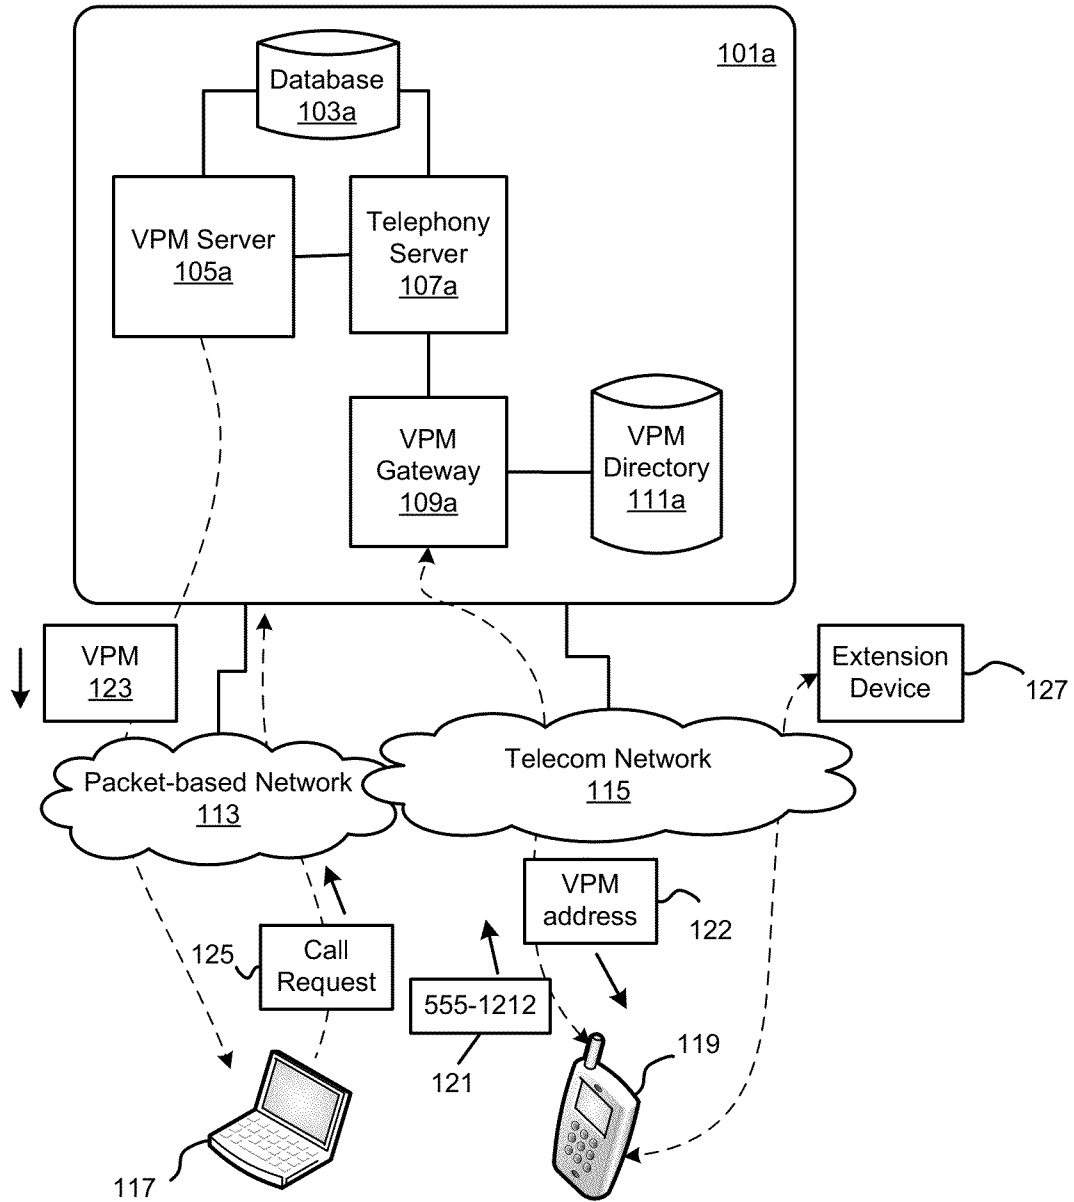 101a
Database
103a
VPM Server
105a
Telephony
Server
107a
VPM
Gateway
109a
VPM
Directory
111a
VPM
123
Extension
Device
127
Packet-based Network
113
Telecom Network
115
VPM
address
122
125
Call
Request
555-1212
121
119
117